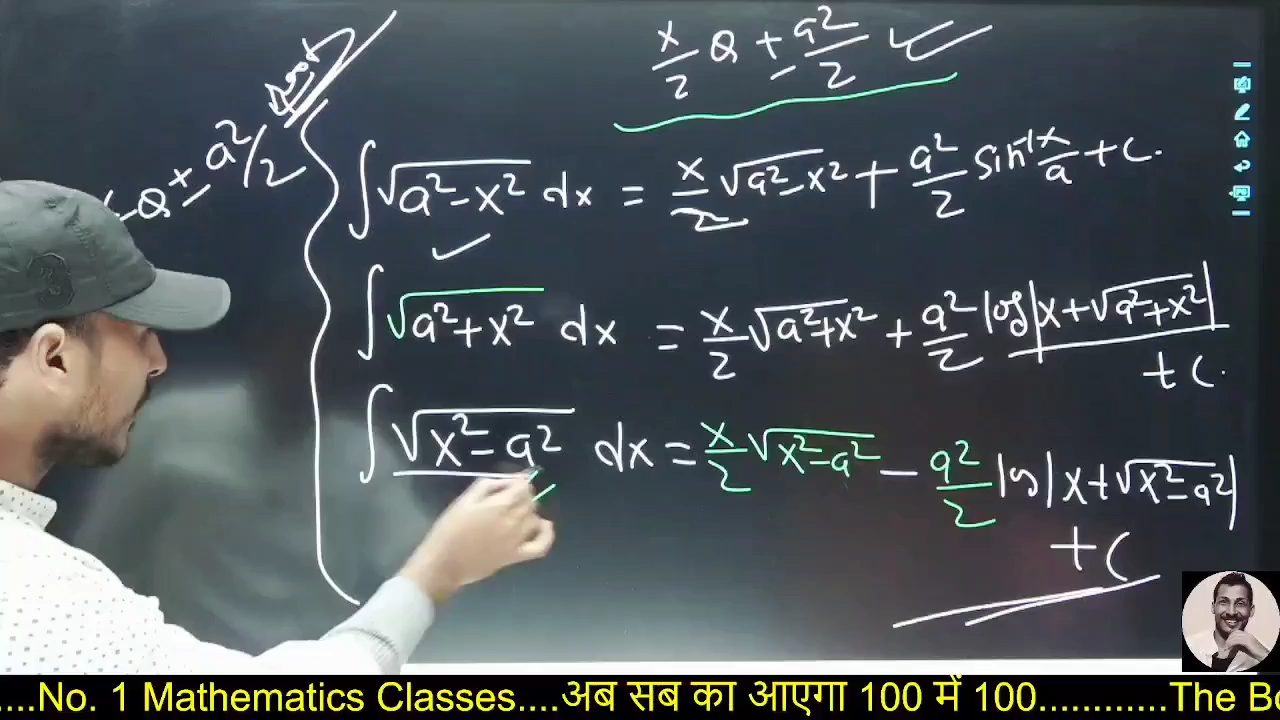 x/2 Q + a²/2
Q + a²/2
∫√(a²-x²) dx = x/2 √(a²-x²) + a²/2 sin⁻¹ x/a + c.
∫√(a²+x²) dx = x/2 √(a²+x²) + a²/2 log|x+√(a²+x²)|
+c.
∫√(x²-a²) dx = x/2 √(x²-a²) - a²/2 log|x+√(x²-a²)|
+c
3
....No. 1 Mathematics Classes....अब सब का आएगा 100 में 100............The Ba